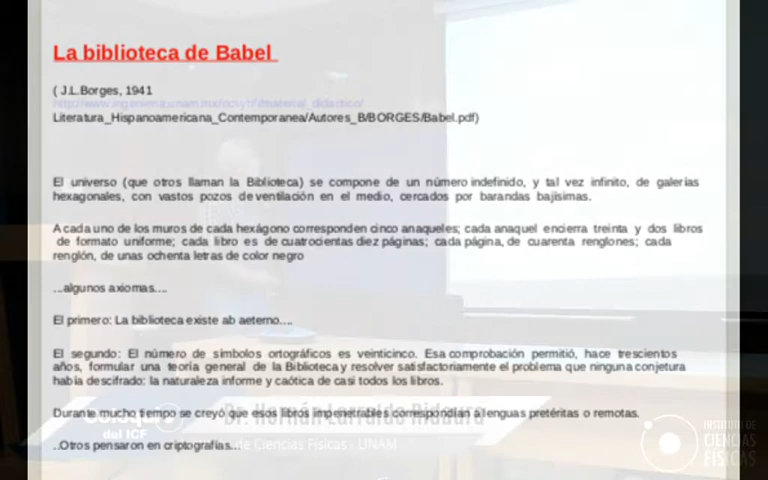 La biblioteca de Babel
( J.L.Borges, 1941
http://www.ingenieria.unam.mx/dcsyhfi/material_didactico/
Literatura_Hispanoamericana_Contemporanea/Autores_B/BORGES/Babel.pdf)
El universo (que otros llaman la Biblioteca) se compone de un número indefinido, y tal vez infinito, de galerías
hexagonales, con vastos pozos de ventilación en el medio, cercados por barandas bajísimas.
A cada uno de los muros de cada hexágono corresponden cinco anaqueles; cada anaquel encierra treinta y dos libros
de formato uniforme; cada libro es de cuatrocientas diez páginas; cada página, de cuarenta renglones; cada
renglón, de unas ochenta letras de color negro
...algunos axiomas....
El primero: La biblioteca existe ab aeterno....
El segundo: El número de símbolos ortográficos es veinticinco. Esa comprobación permitió, hace trescientos
años, formular una teoría general de la Biblioteca y resolver satisfactoriamente el problema que ninguna conjetura
había descifrado: la naturaleza informe y caótica de casi todos los libros.
Durante mucho tiempo se creyó que esos libros impenetrables correspondían a lenguas pretéritas o remotas.
Coloquio
del ICF
Dr. Hernán Larralde Ridaura
de Ciencias Físicas - UNAM
..Otros pensaron en criptografías...
INSTITUTO DE
CIENCIAS
FÍSICAS